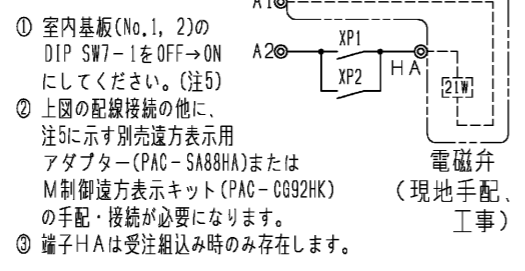 A1
① 室内基板(No.1, 2)の
DIP SW7-1をOFF→ON
にしてください。(注5)
A2 XP1 HA
XP2
21W
② 上図の配線接続の他に、
注5に示す別売遠方表示用
アダプター(PAC-SA88HA)または
M制御遠方表示キット(PAC-CG92HK)
の手配・接続が必要になります。
③ 端子HAは受注組込み時のみ存在します。
電磁弁
(現地手配、
工事)